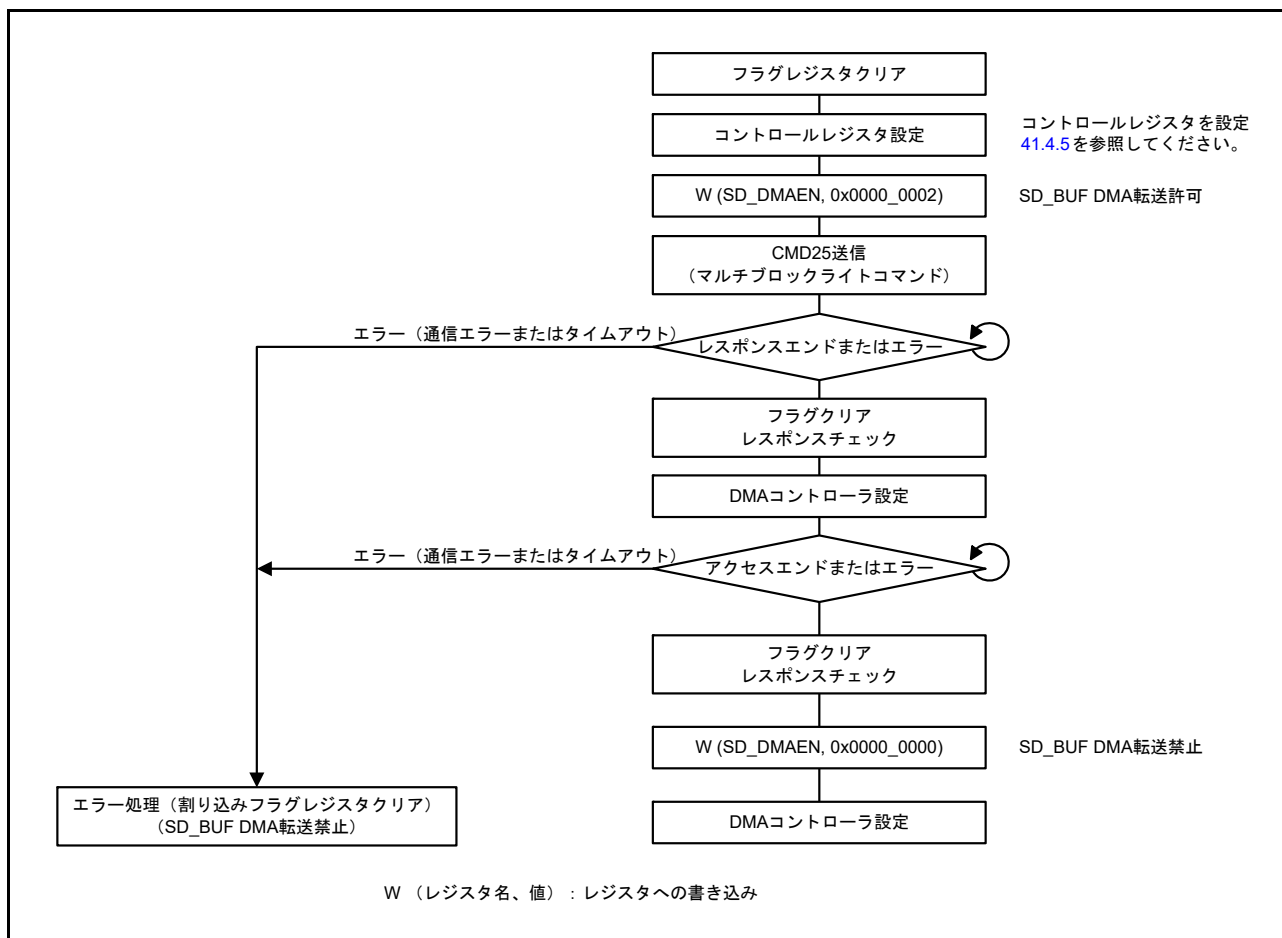 フラグレジスタクリア
コントロールレジスタ設定
コントロールレジスタを設定
41.4.5を参照してください。
W (SD_DMAEN, 0x0000_0002)
SD_BUF DMA転送許可
CMD25送信
（マルチブロックライトコマンド）
エラー（通信エラーまたはタイムアウト）
レスポンスエンドまたはエラー
フラグクリア
レスポンスチェック
DMAコントローラ設定
エラー（通信エラーまたはタイムアウト）
アクセスエンドまたはエラー
フラグクリア
レスポンスチェック
W (SD_DMAEN, 0x0000_0000)
SD_BUF DMA転送禁止
エラー処理（割り込みフラグレジスタクリア）
（SD_BUF DMA転送禁止）
DMAコントローラ設定
W （レジスタ名、値）：レジスタへの書き込み